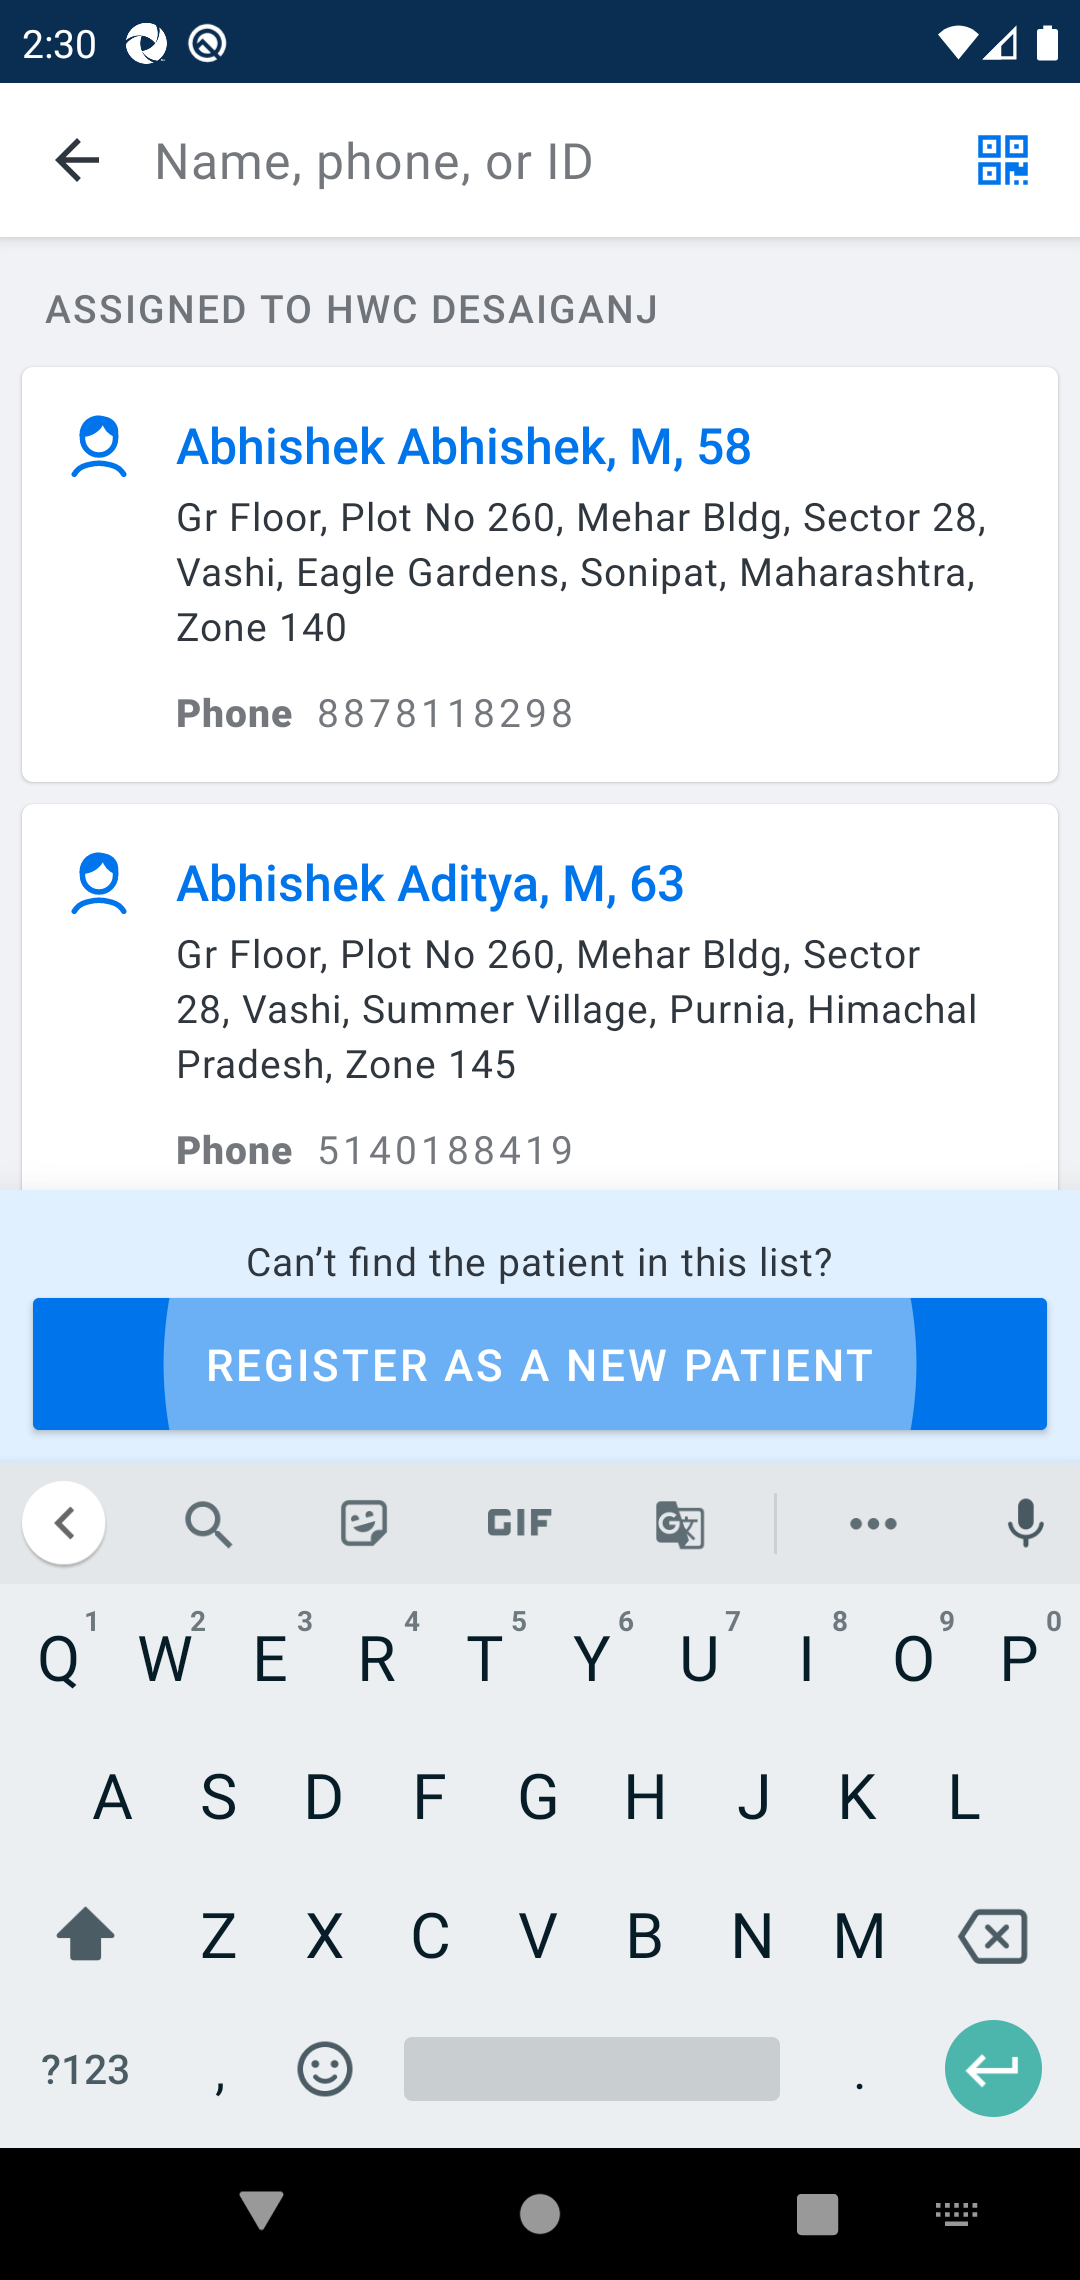 2:30
Name, phone, or ID
ASSIGNED TO HWC DESAIGANJ
Abhishek Abhishek, M, 58
Gr Floor, Plot No 260, Mehar Bldg, Sector 28,
Vashi, Eagle Gardens, Sonipat, Maharashtra,
Zone 140
Phone 8878118298
Abhishek Aditya, M, 63
Gr Floor, Plot No 260, Mehar Bldg, Sector
28, Vashi, Summer Village, Purnia, Himachal
Pradesh, Zone 145
Phone 5140188419
Can’t find the patient in this list?
REGISTER AS A NEW PATIENT
GIF
Q 1 W 2 E 3 R 4 T 5 Y 6 U 7 I 8 O 9 P 0
A S D F G H J K L
Z X C V B N M
?123 , .